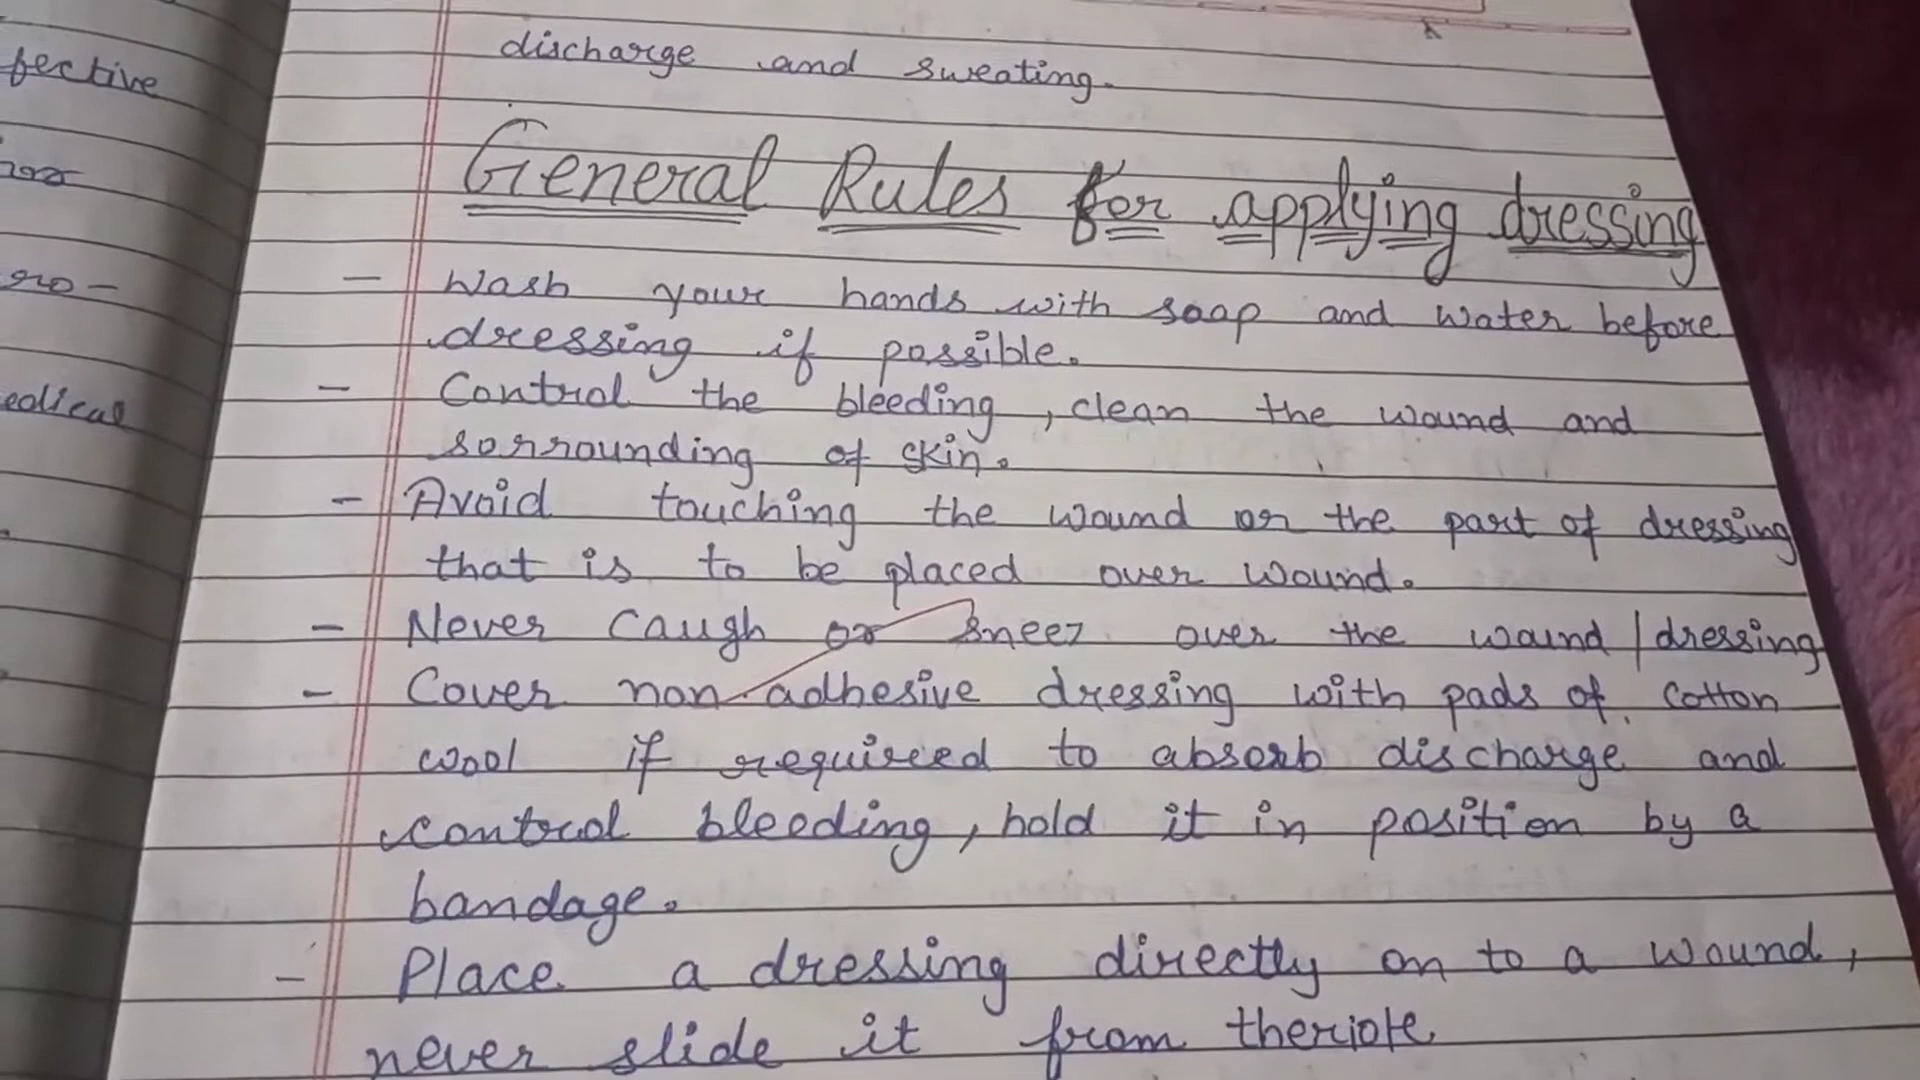 discharge and sweating.
General Rules for applying dressing
- Wash your hands with soap and water before
dressing if possible.
- Control the bleeding, clean the wound and
sorrounding of skin.
- Avoid touching the wound or the part of dressing
that is to be placed over wound.
- Never caugh or sneez over the wound / dressing
- Cover non-adhesive dressing with pads of cotton
wool if required to absorb discharge and
control bleeding, hold it in position by a
bandage.
- Place a dressing directly on to a wound,
never slide it from
fective
edical